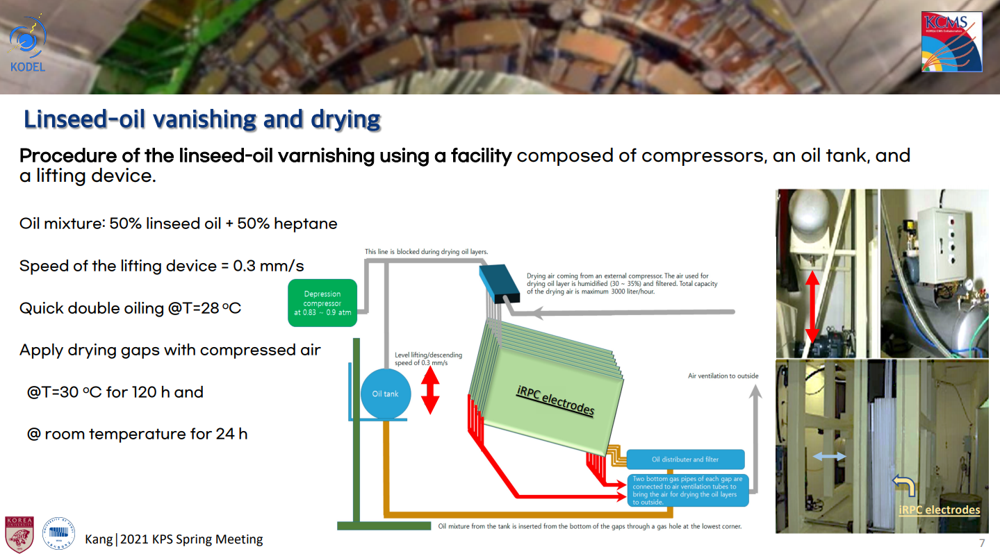 KODEL
KCMS
KOREA CMS Collaboration
Linseed-oil vanishing and drying
Procedure of the linseed-oil varnishing using a facility composed of compressors, an oil tank, and
a lifting device.
Oil mixture: 50% linseed oil + 50% heptane
Speed of the lifting device = 0.3 mm/s
Quick double oiling @T=28 ᵒC
Apply drying gaps with compressed air
@T=30 ᵒC for 120 h and
@ room temperature for 24 h
This line is blocked during drying oil layers.
Depression
compressor
at 0.83 ~ 0.9 atm
Drying air coming from an external compressor. The air used for
drying oil layer is humidified (30 ~ 35%) and filtered. Total capacity
of the drying air is maximum 3000 liter/hour.
Level lifting/descending
speed of 0.3 mm/s
Oil tank
iRPC electrodes
Air ventilation to outside
Oil distributer and filter
Two bottom gas pipes of each gap are
connected to air ventilation tubes to
bring the air for drying the oil layers
to outside.
Oil mixture from the tank is inserted from the bottom of the gaps through a gas hole at the lowest corner.
iRPC electrodes
KOREA
UNIVERSITY
Kang|2021 KPS Spring Meeting
7